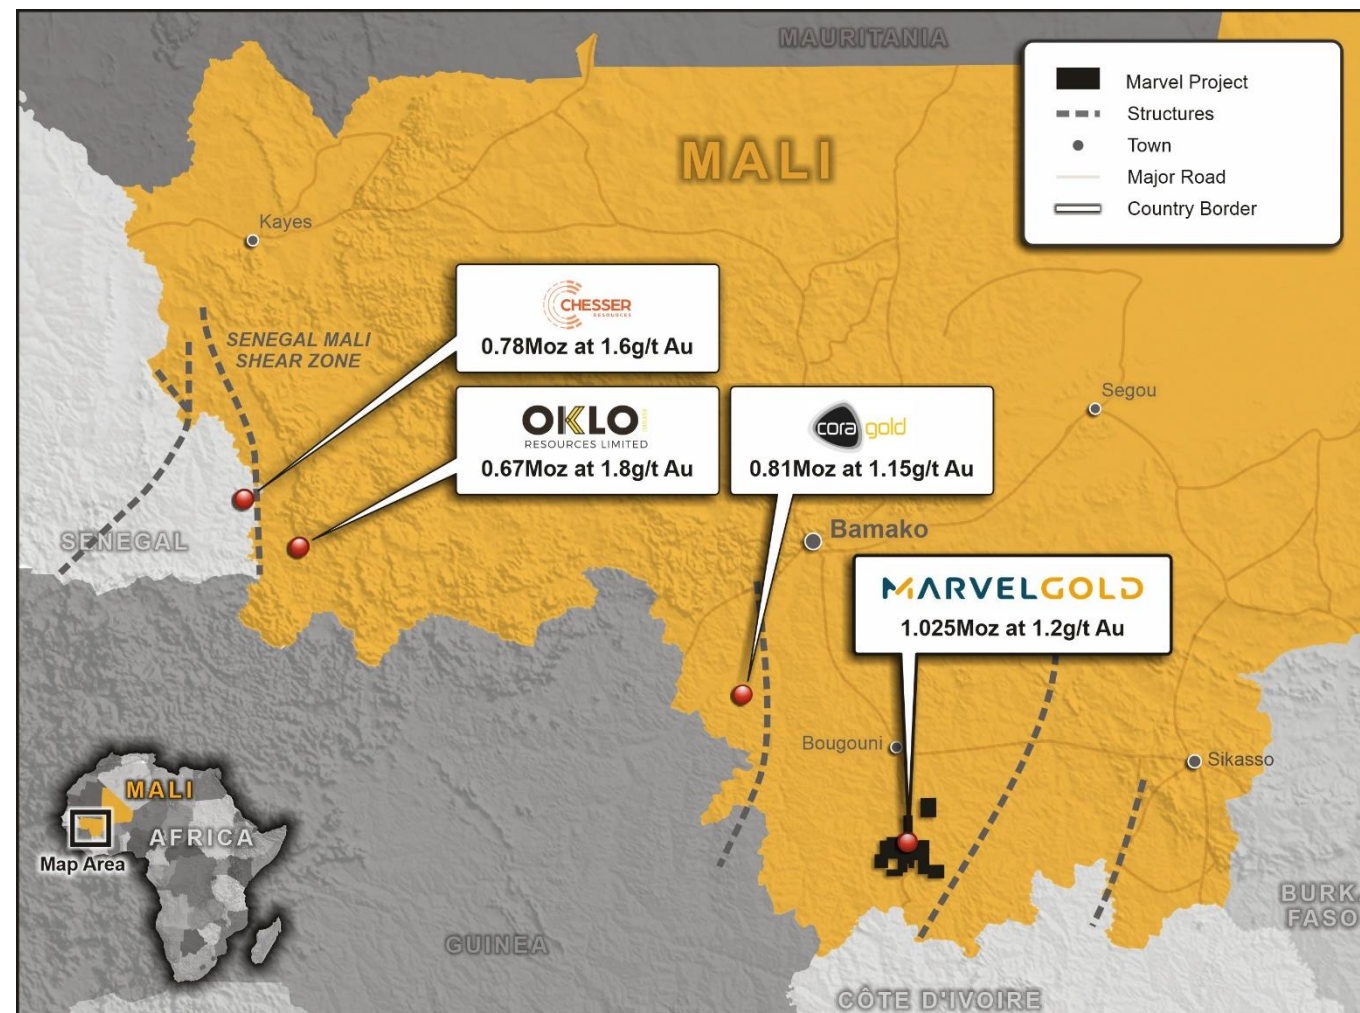 MAURITANIA
Marvel Project
Structures
Town
Major Road
Country Border
MALI
Kayes
CHESSER
RESOURCES
0.78Moz at 1.6g/t Au
SENEGAL MALI
SHEAR ZONE
OKLO
RESOURCES LIMITED
0.67Moz at 1.8g/t Au
cora gold
0.81Moz at 1.15g/t Au
Segou
SENEGAL
Bamako
MARVELGOLD
1.025Moz at 1.2g/t Au
Bougouni
Sikasso
MALI
AFRICA
Map Area
GUINEA
BURK
FASO
CÔTE D'IVOIRE